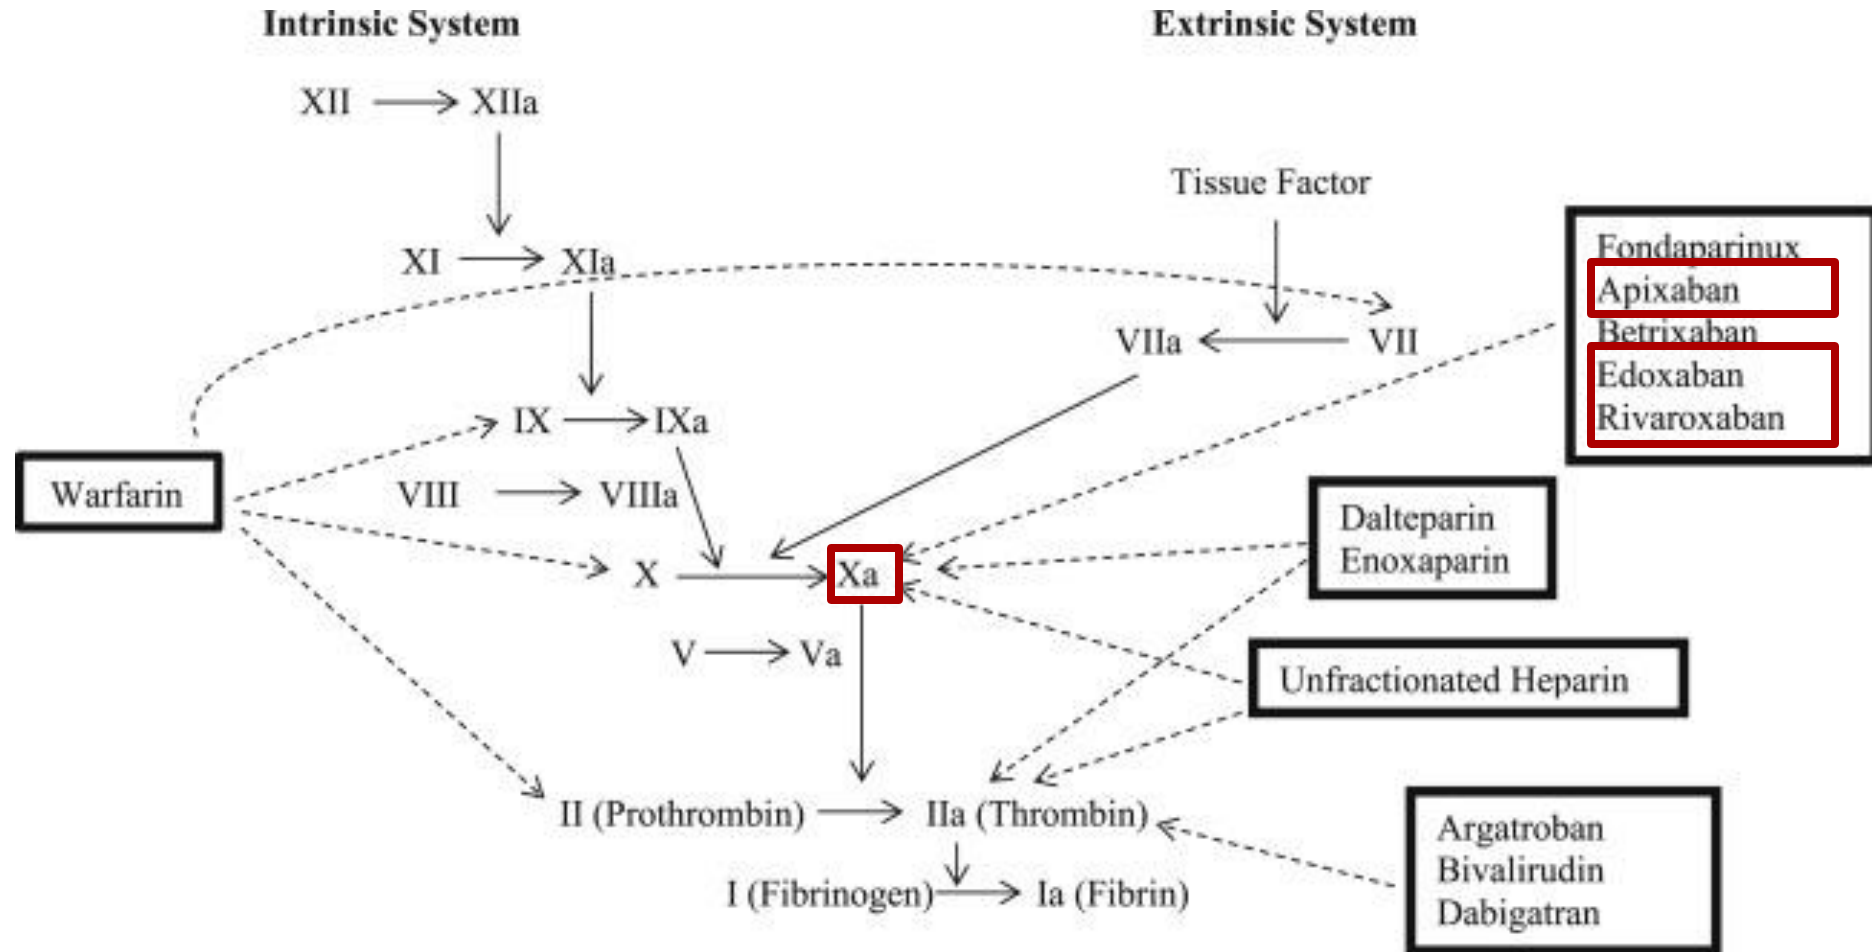 Intrinsic System
Extrinsic System
XII
XIIa
Tissue Factor
XI
XIa
VIIa
VII
Fondaparinux
Apixaban
Betrixaban
Edoxaban
Rivaroxaban
IX
IXa
Warfarin
VIII
VIIIa
Dalteparin
Enoxaparin
X
Xa
V
Va
Unfractionated Heparin
II (Prothrombin)
IIa (Thrombin)
Argatroban
Bivalirudin
Dabigatran
I (Fibrinogen)
Ia (Fibrin)